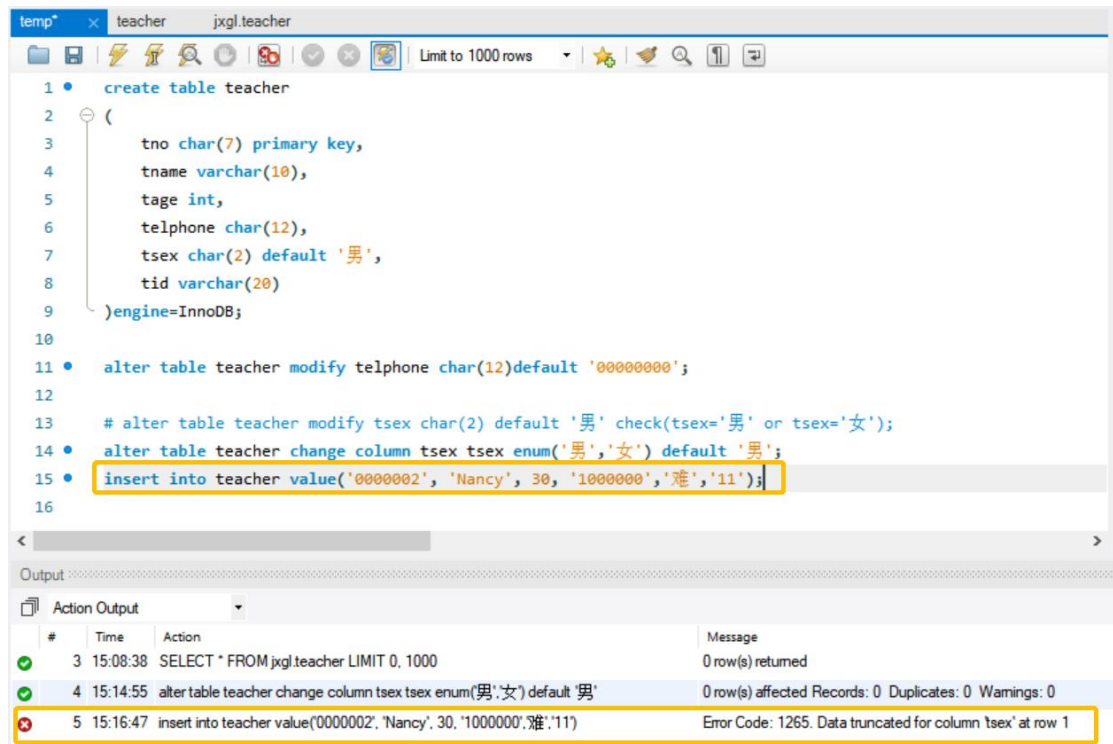 temp* × teacher jxgl.teacher
Limit to 1000 rows
1 create table teacher
2 (
3 tno char(7) primary key,
4 tname varchar(10),
5 tage int,
6 telphone char(12),
7 tsex char(2) default '男',
8 tid varchar(20)
9 )engine=InnoDB;
10
11 alter table teacher modify telphone char(12)default '00000000';
12
13 # alter table teacher modify tsex char(2) default '男' check(tsex='男' or tsex='女');
14 alter table teacher change column tsex tsex enum('男','女') default '男';
15 insert into teacher value('0000002', 'Nancy', 30, '1000000','难','11');
16
Output
Action Output
# Time Action Message
3 15:08:38 SELECT * FROM jxgl.teacher LIMIT 0, 1000 0 row(s) returned
4 15:14:55 alter table teacher change column tsex tsex enum('男','女') default '男' 0 row(s) affected Records: 0 Duplicates: 0 Warnings: 0
5 15:16:47 insert into teacher value('0000002', 'Nancy', 30, '1000000','难','11') Error Code: 1265. Data truncated for column 'tsex' at row 1